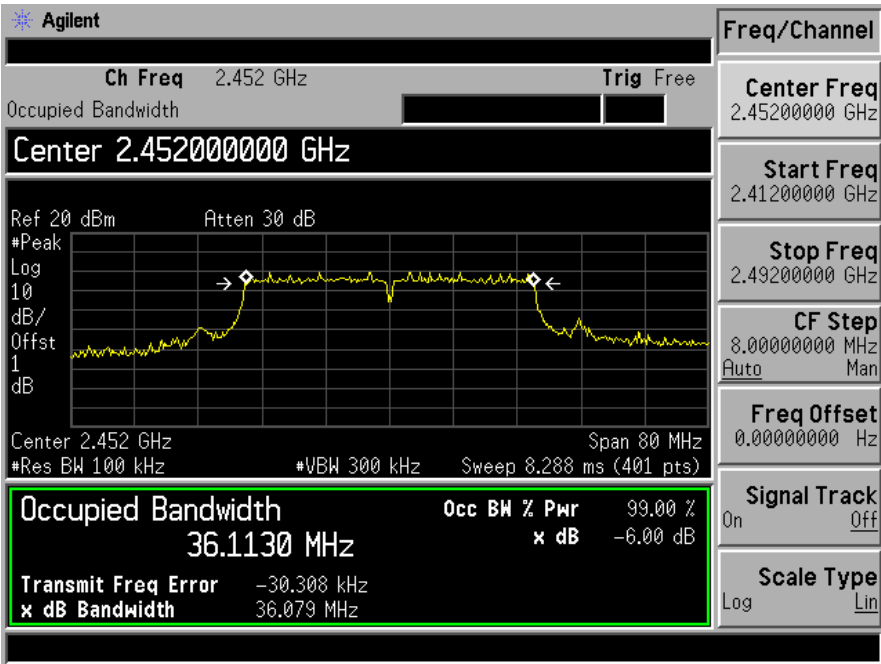 Agilent
Freq/Channel
Ch Freq 2.452 GHz Trig Free
Occupied Bandwidth
Center 2.452000000 GHz
Ref 20 dBm Atten 30 dB
#Peak
Log
10
dB/
Offst
1
dB
Center 2.452 GHz Span 80 MHz
#Res BW 100 kHz #VBW 300 kHz Sweep 8.288 ms (401 pts)
Occupied Bandwidth
36.1130 MHz
Occ BW % Pwr 99.00 %
x dB -6.00 dB
Transmit Freq Error -30.308 kHz
x dB Bandwidth 36.079 MHz
Center Freq
2.45200000 GHz
Start Freq
2.41200000 GHz
Stop Freq
2.49200000 GHz
CF Step
8.00000000 MHz
Auto Man
Freq Offset
0.00000000 Hz
Signal Track
On Off
Scale Type
Log Lin